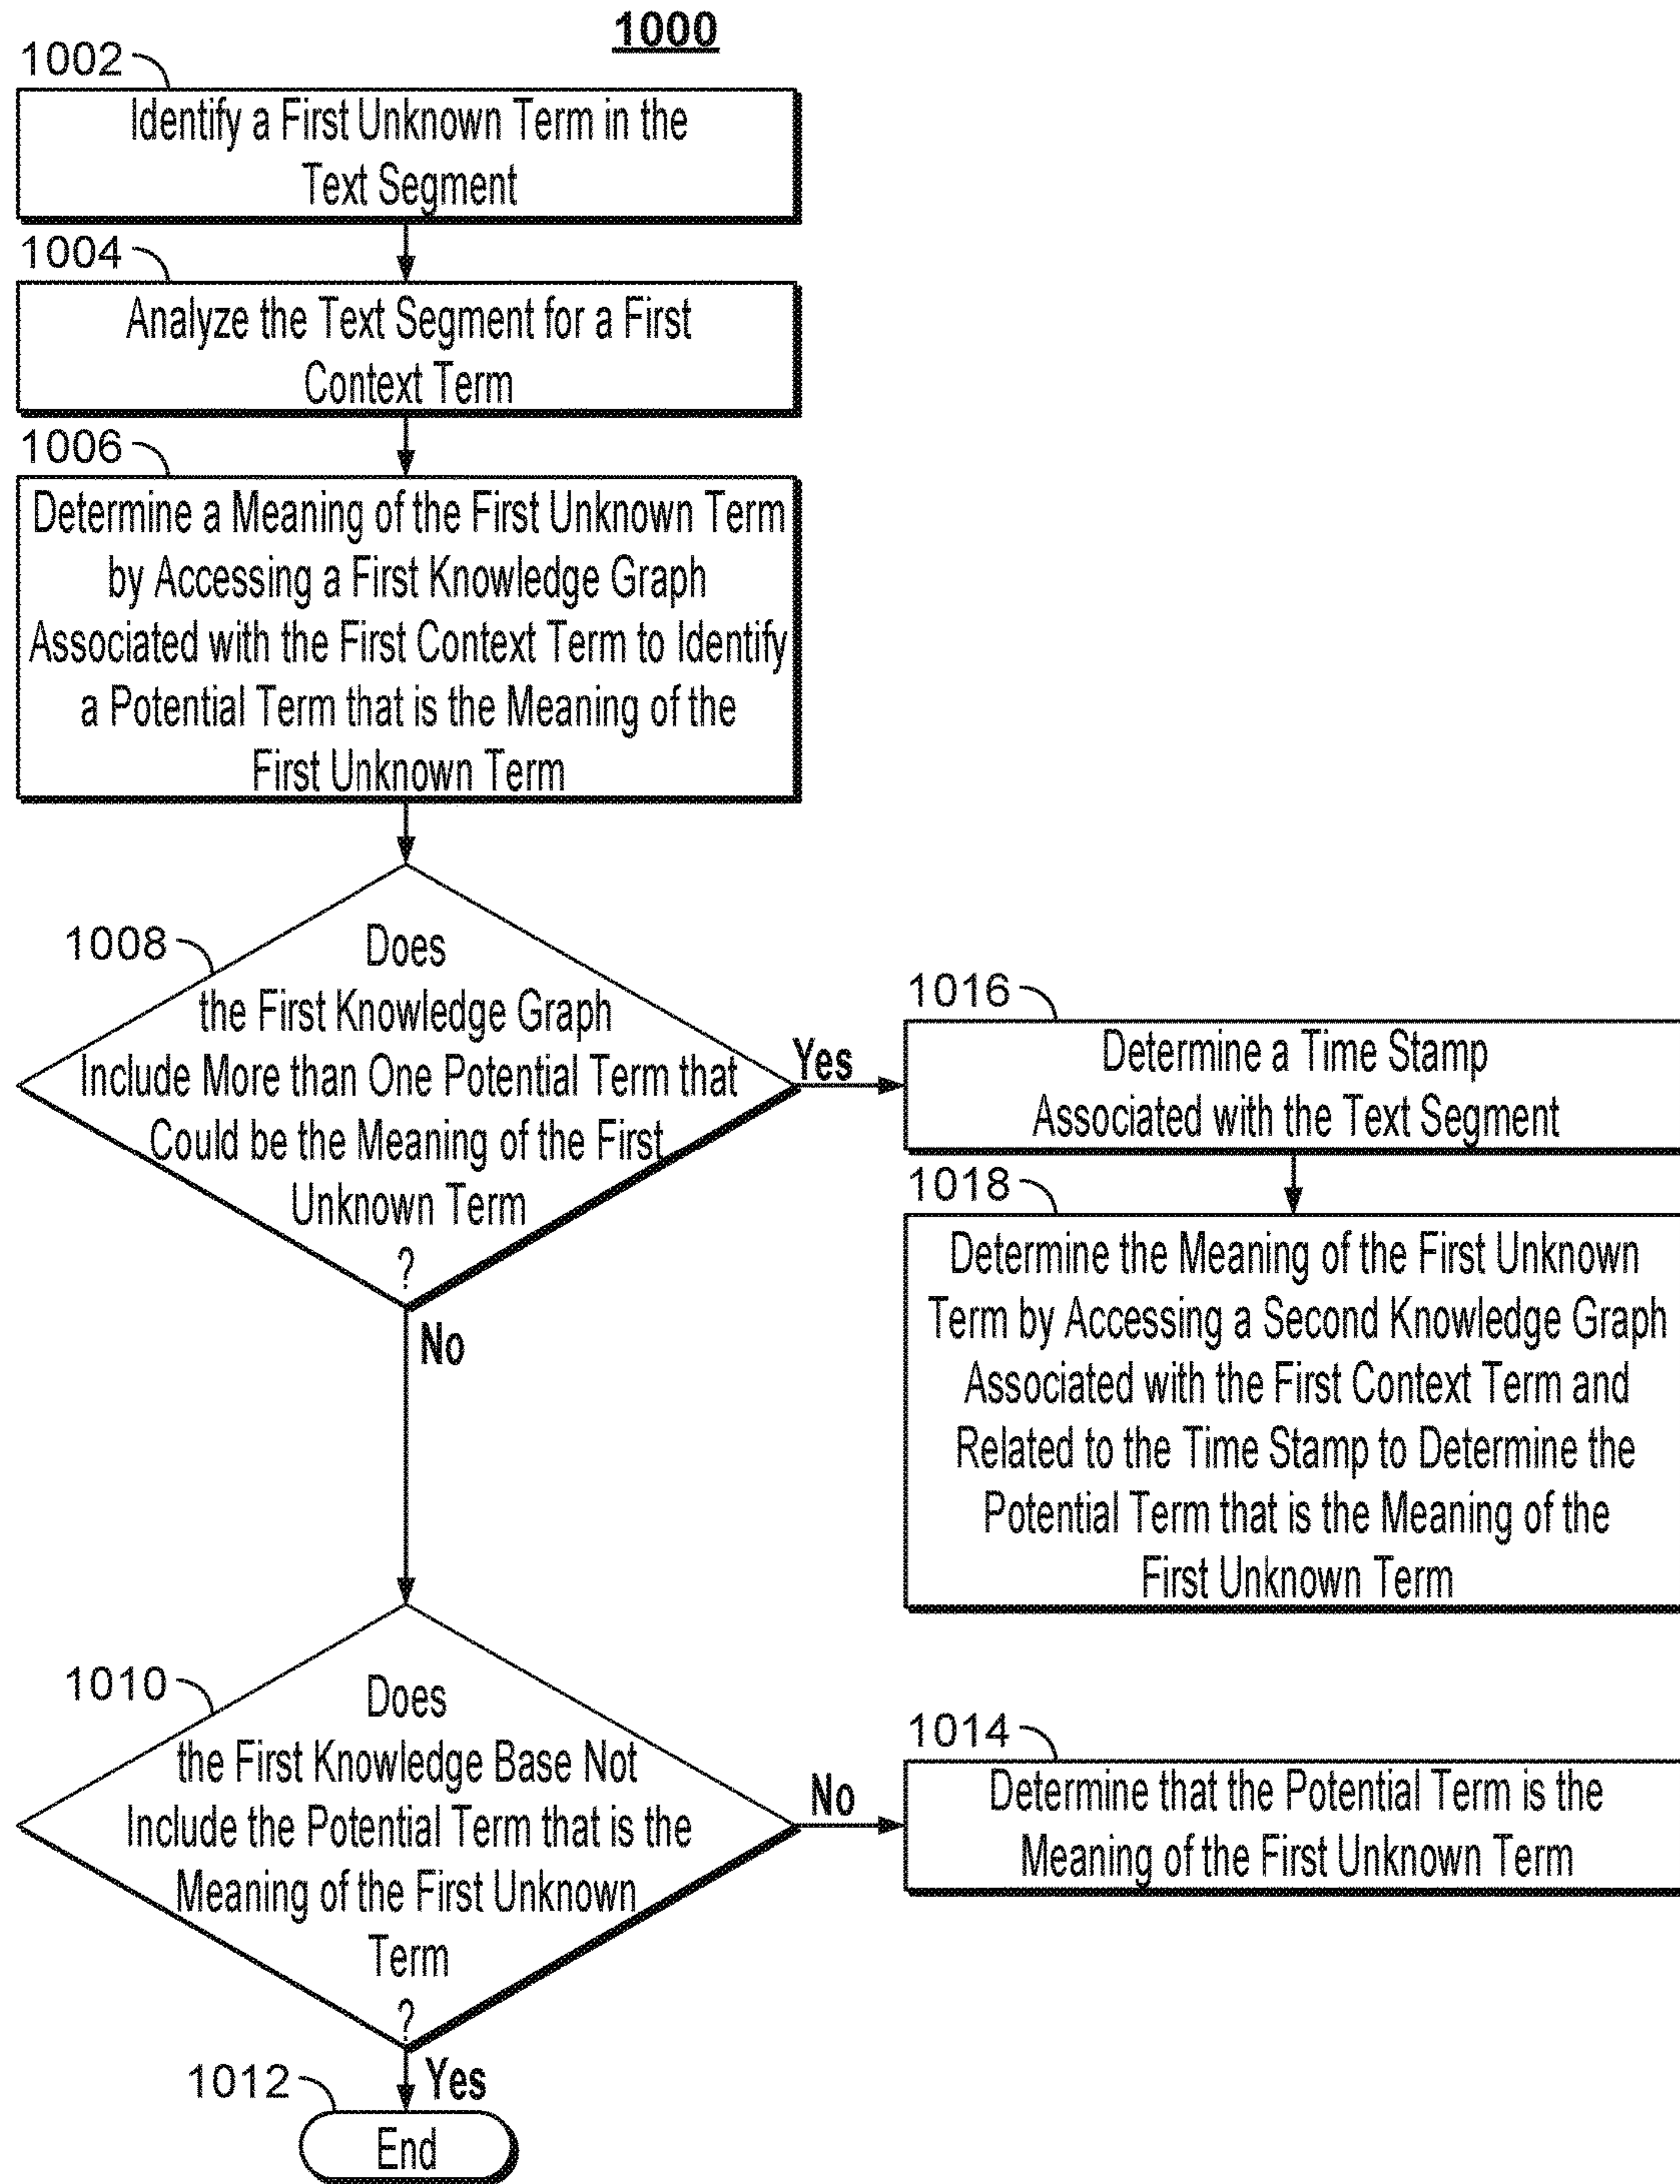 1000
1002
Identify a First Unknown Term in the
Text Segment
1004
Analyze the Text Segment for a First
Context Term
1006
Determine a Meaning of the First Unknown Term
by Accessing a First Knowledge Graph
Associated with the First Context Term to Identify
a Potential Term that is the Meaning of the
First Unknown Term
1008
Does
the First Knowledge Graph
Include More than One Potential Term that
Could be the Meaning of the First
Unknown Term
?
Yes
No
1016
Determine a Time Stamp
Associated with the Text Segment
1018
Determine the Meaning of the First Unknown
Term by Accessing a Second Knowledge Graph
Associated with the First Context Term and
Related to the Time Stamp to Determine the
Potential Term that is the Meaning of the
First Unknown Term
1010
Does
the First Knowledge Base Not
Include the Potential Term that is the
Meaning of the First Unknown
Term
?
No
1014
Determine that the Potential Term is the
Meaning of the First Unknown Term
Yes
1012
End